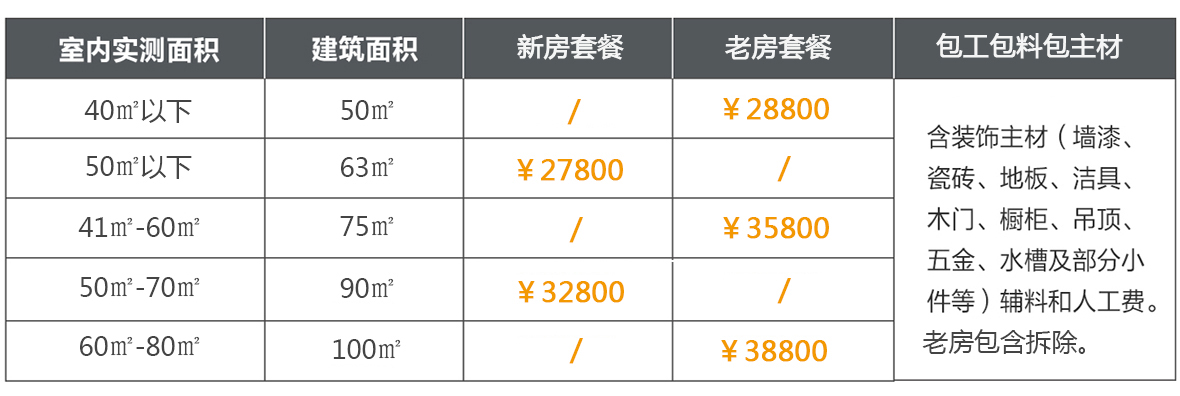 室内实测面积 建筑面积 新房套餐 老房套餐 包工包料包主材
40㎡以下 50㎡ / ￥28800
50㎡以下 63㎡ ￥27800 /
41㎡-60㎡ 75㎡ / ￥35800
50㎡-70㎡ 90㎡ ￥32800 /
60㎡-80㎡ 100㎡ / ￥38800
含装饰主材（墙漆、
瓷砖、地板、洁具、
木门、橱柜、吊顶、
五金、水槽及部分小
件等）辅料和人工费。
老房包含拆除。